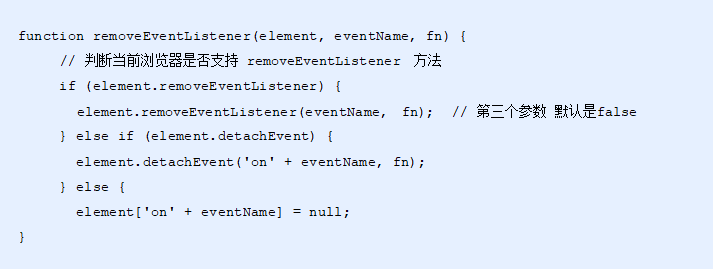 function removeEventListener(element, eventName, fn) {
// 判断当前浏览器是否支持 removeEventListener 方法
if (element.removeEventListener) {
element.removeEventListener(eventName, fn); // 第三个参数 默认是false
} else if (element.detachEvent) {
element.detachEvent('on' + eventName, fn);
} else {
element['on' + eventName] = null;
}